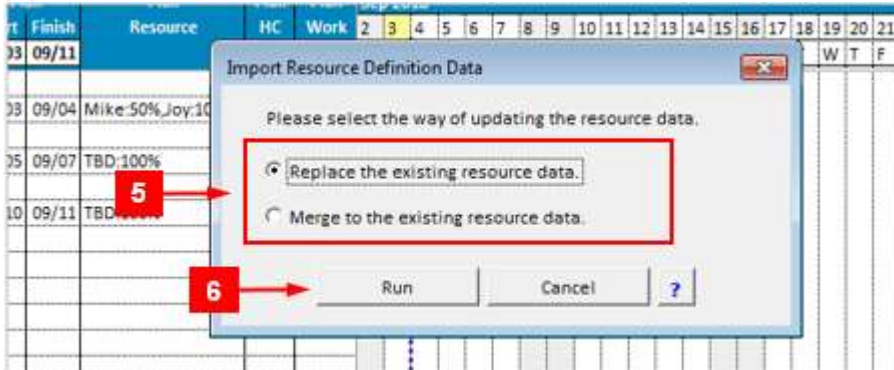 Finish Resource HC Work 2 3 4 5 6 7 8 9 10 11 12 13 14 15 16 17 18 19 20 21
03 09/11 W T F
Import Resource Definition Data
Please select the way of updating the resource data.
03 09/04 Mike:50%,Joy:10
05 09/07 TBD:100%
Replace the existing resource data.
5
10 09/11 TBD
Merge to the existing resource data.
6 Run Cancel ?